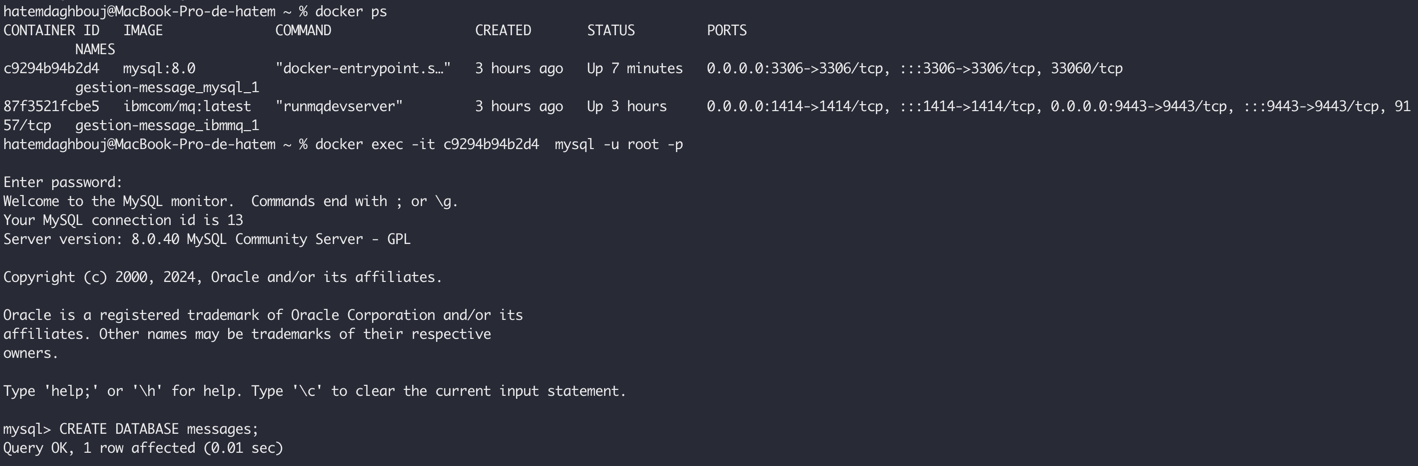 hatemdaghbouj@MacBook-Pro-de-hatem ~ % docker ps
CONTAINER ID   IMAGE               COMMAND                  CREATED       STATUS         PORTS
         NAMES
c9294b94b2d4   mysql:8.0           "docker-entrypoint.s…"   3 hours ago   Up 7 minutes   0.0.0.0:3306->3306/tcp, :::3306->3306/tcp, 33060/tcp
         gestion-message_mysql_1
87f3521fcbe5   ibmcom/mq:latest    "runmqdevserver"         3 hours ago   Up 3 hours     0.0.0.0:1414->1414/tcp, :::1414->1414/tcp, 0.0.0.0:9443->9443/tcp, :::9443->9443/tcp, 91
57/tcp   gestion-message_ibmmq_1
hatemdaghbouj@MacBook-Pro-de-hatem ~ % docker exec -it c9294b94b2d4  mysql -u root -p
Enter password:
Welcome to the MySQL monitor.  Commands end with ; or \g.
Your MySQL connection id is 13
Server version: 8.0.40 MySQL Community Server - GPL
Copyright (c) 2000, 2024, Oracle and/or its affiliates.
Oracle is a registered trademark of Oracle Corporation and/or its
affiliates. Other names may be trademarks of their respective
owners.
Type 'help;' or '\h' for help. Type '\c' to clear the current input statement.
mysql> CREATE DATABASE messages;
Query OK, 1 row affected (0.01 sec)